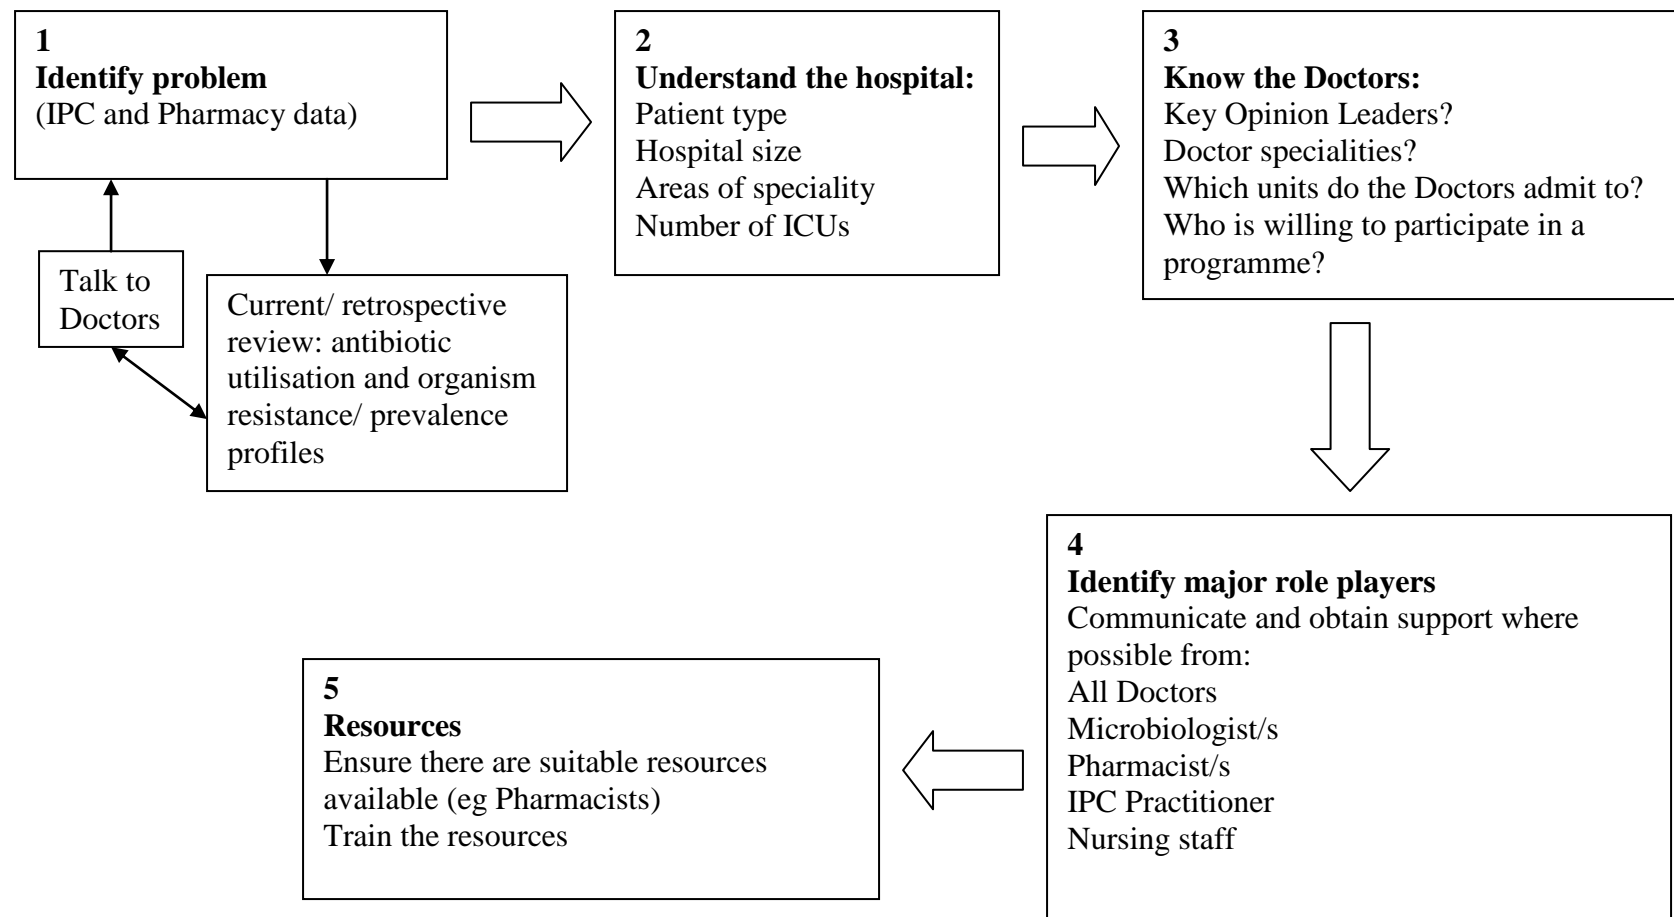 1
Identify problem
(IPC and Pharmacy data)
Talk to
Doctors
Current/ retrospective
review: antibiotic
utilisation and organism
resistance/ prevalence
profiles
2
Understand the hospital:
Patient type
Hospital size
Areas of speciality
Number of ICUs
3
Know the Doctors:
Key Opinion Leaders?
Doctor specialities?
Which units do the Doctors admit to?
Who is willing to participate in a
programme?
4
Identify major role players
Communicate and obtain support where
possible from:
All Doctors
Microbiologist/s
Pharmacist/s
IPC Practitioner
Nursing staff
5
Resources
Ensure there are suitable resources
available (eg Pharmacists)
Train the resources